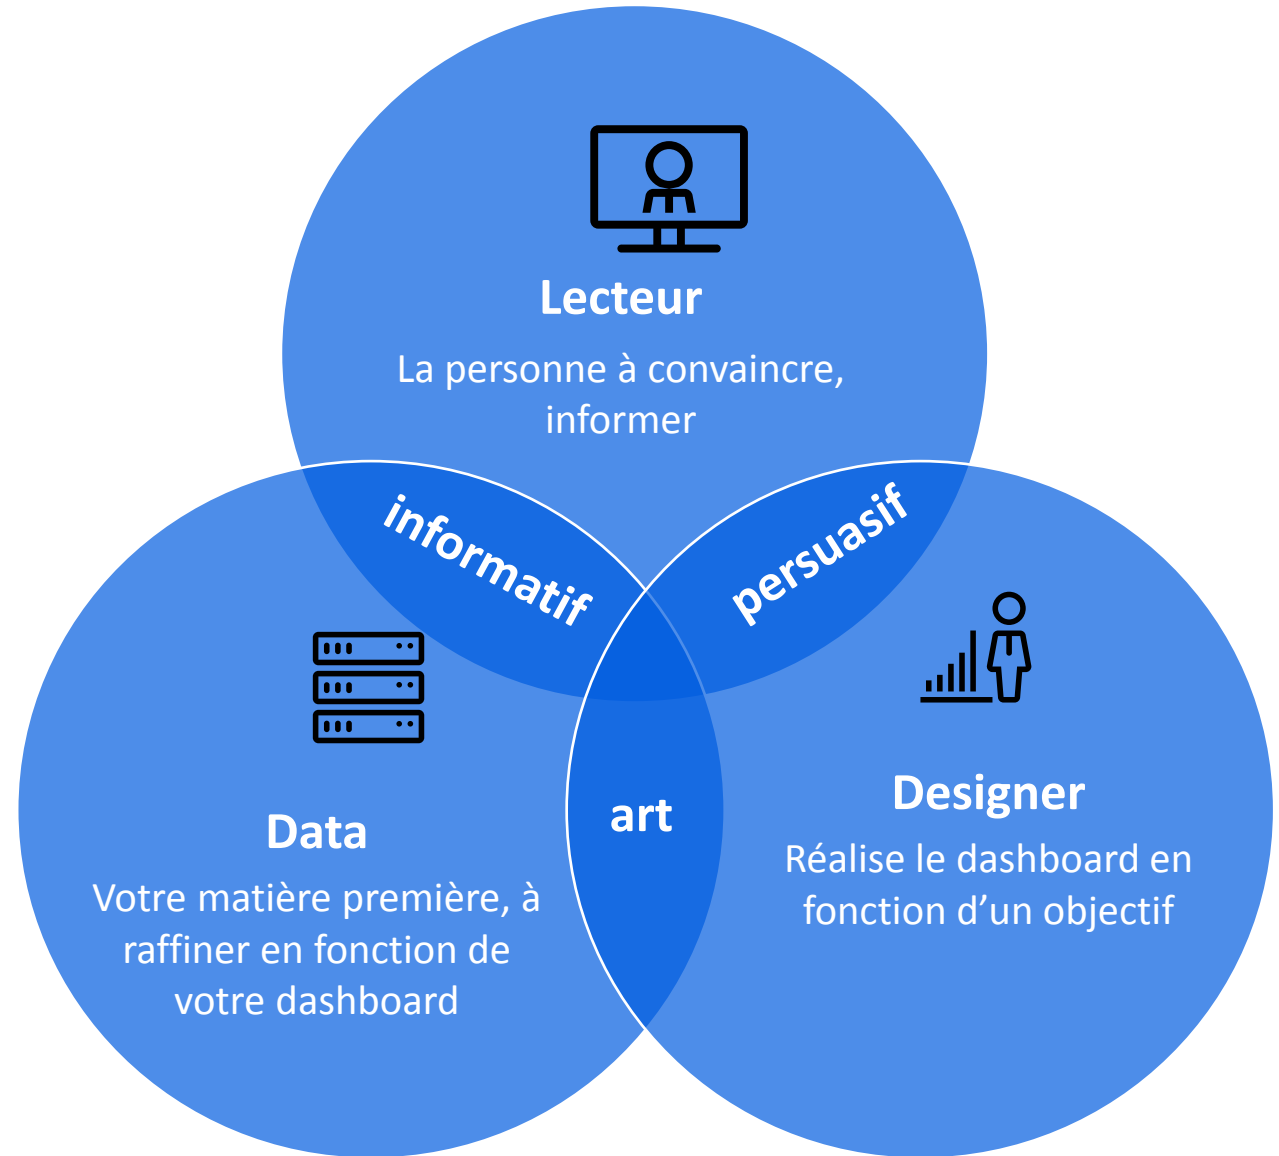 Lecteur
La personne à convaincre,
informer
informatif
persuasif
Data
Votre matière première, à
raffiner en fonction de
votre dashboard
art
Designer
Réalise le dashboard en
fonction d’un objectif